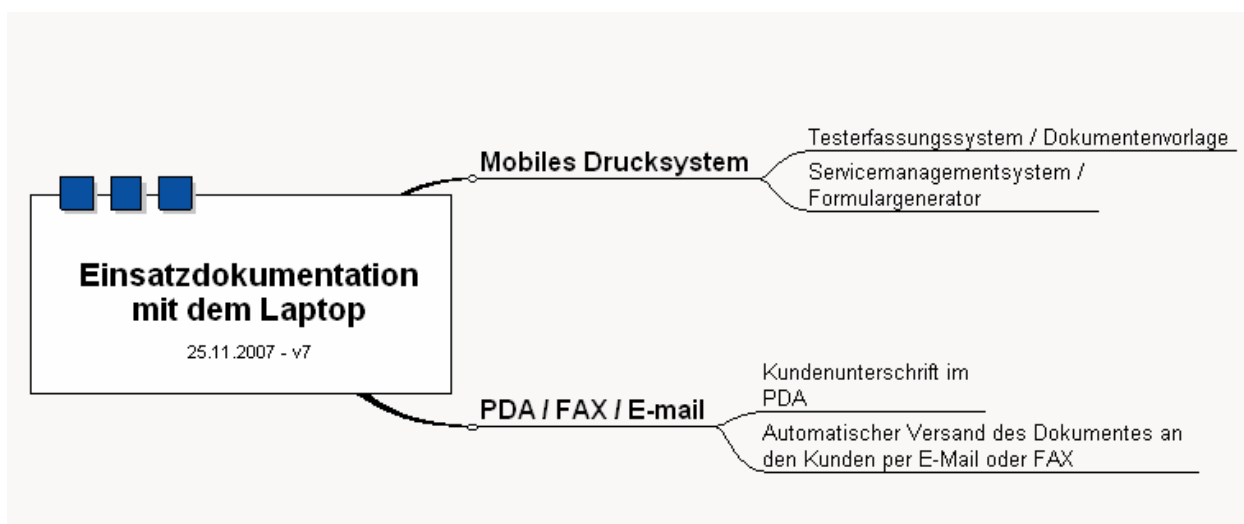 Einsatzdokumentation
mit dem Laptop
25.11.2007 - v7
Mobiles Drucksystem
Testerfassungssystem / Dokumentenvorlage
Servicemanagementsystem /
Formulargenerator
PDA / FAX / E-mail
Kundenunterschrift im
PDA
Automatischer Versand des Dokumentes an
den Kunden per E-Mail oder FAX